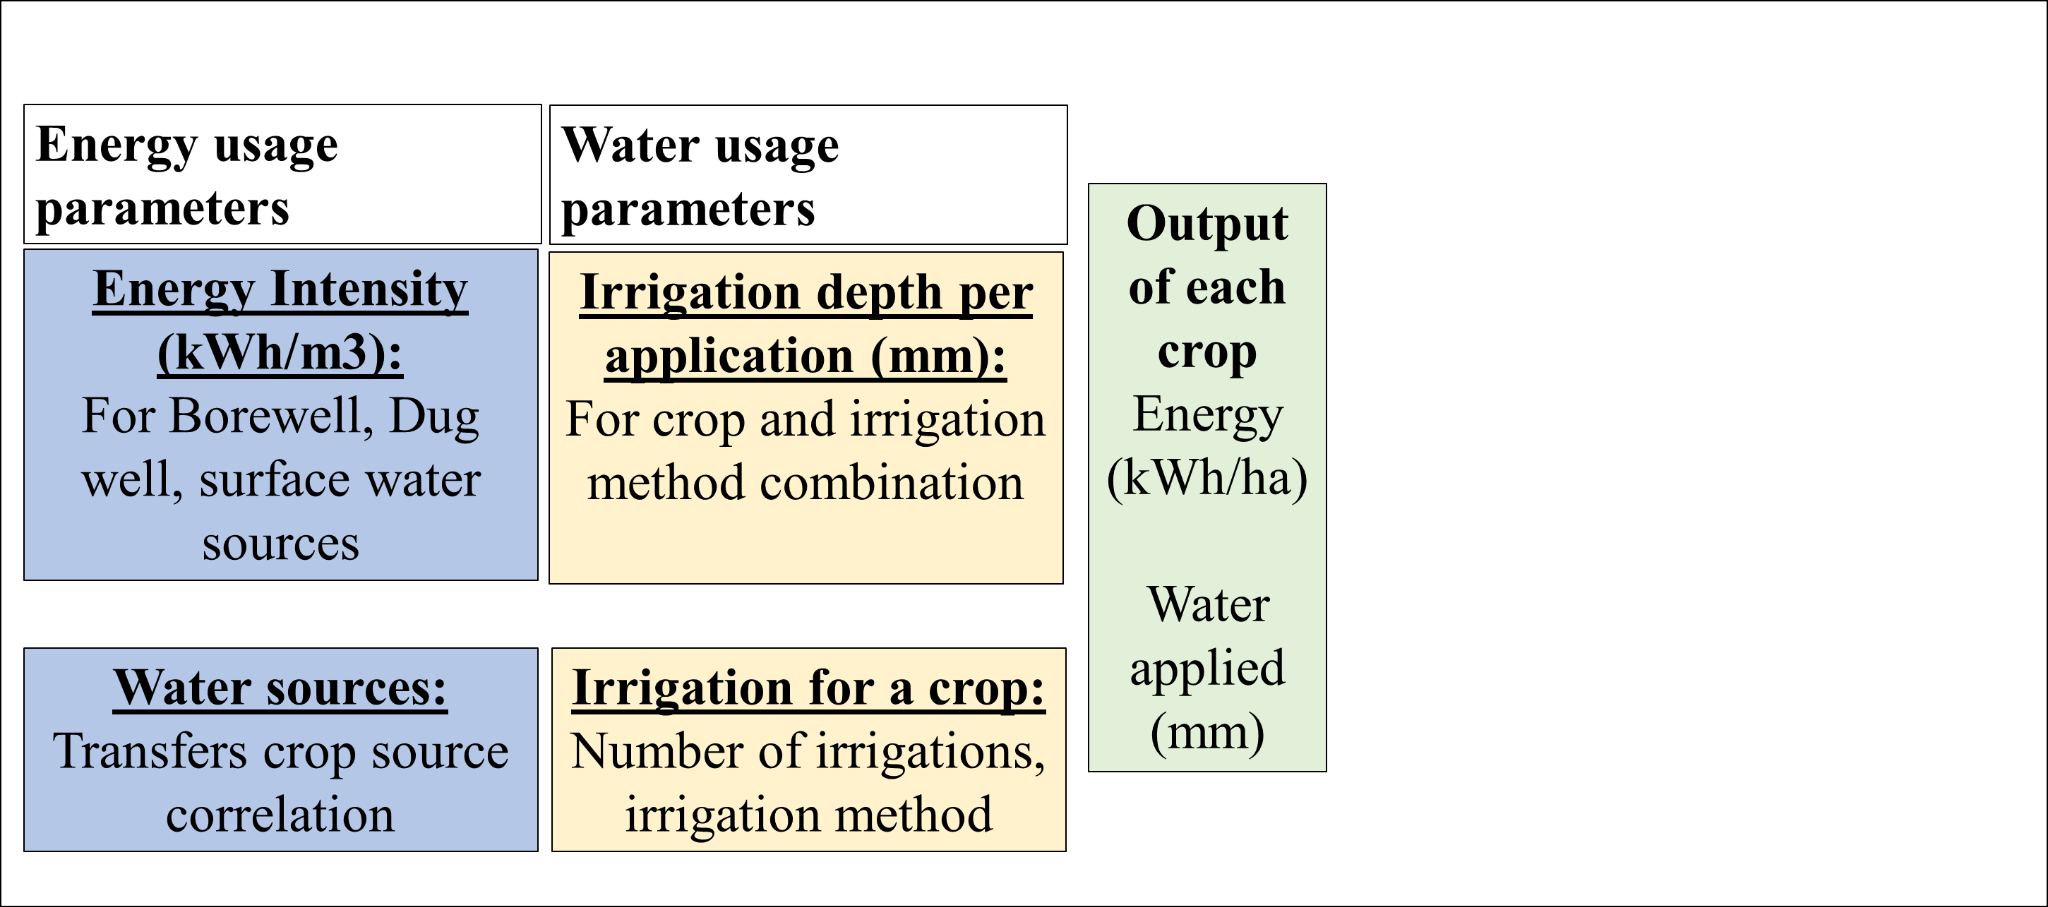 Energy usage
parameters
Water usage
parameters
Energy Intensity
(kWh/m3):
For Borewell, Dug
well, surface water
sources
Irrigation depth per
application (mm):
For crop and irrigation
method combination
Water sources:
Transfers crop source
correlation
Irrigation for a crop:
Number of irrigations,
irrigation method
Output
of each
crop
Energy
(kWh/ha)
Water
applied
(mm)